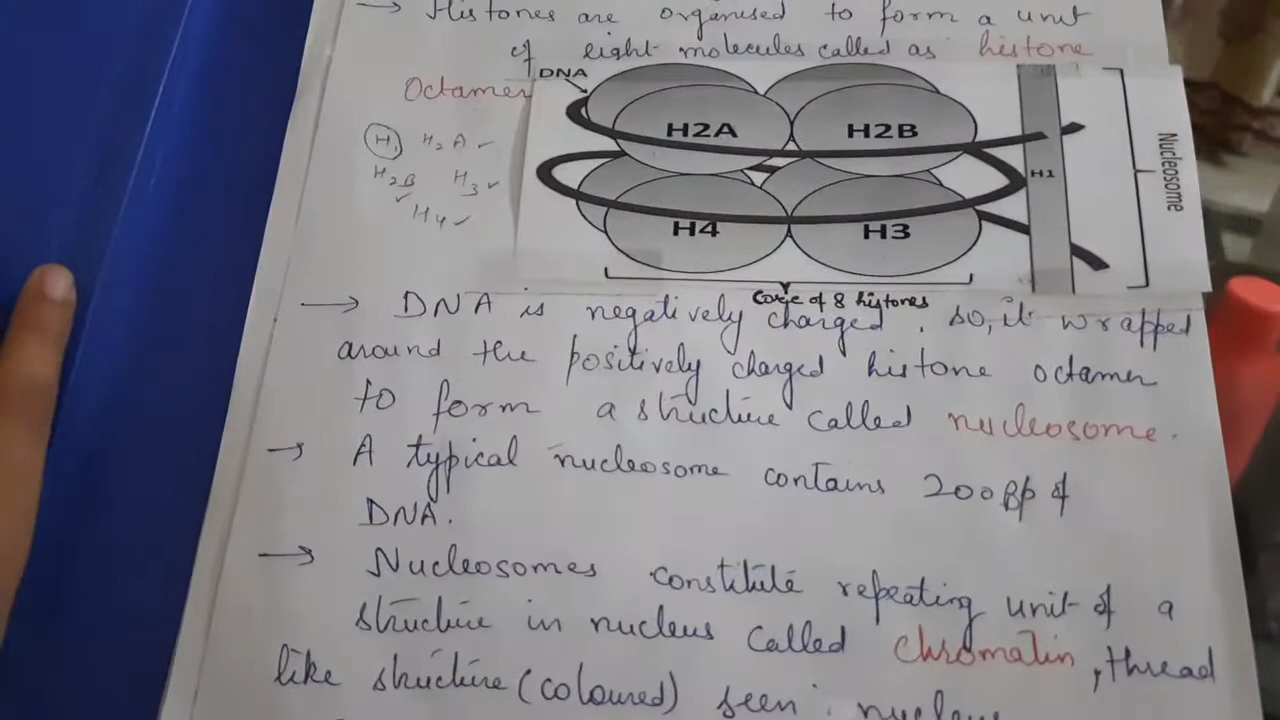 → Histones are organised to form a unit
of eight molecules called as histone
Octamer
DNA
H1 H2A ✓
H2B ✓ H3 ✓
H4 ✓
H2A H2B
H1
H4 H3
Nucleosome
Core of 8 histones
→ DNA is negatively charged. so, it wrapped
around the positively charged histone octamer
to form a structure called nucleosome.
→ A typical nucleosome contains 200 Bp of
DNA.
→ Nucleosomes constitute repeating unit of a
structure in nucleus called chromatin, thread
like structure (coloured) seen nucleus